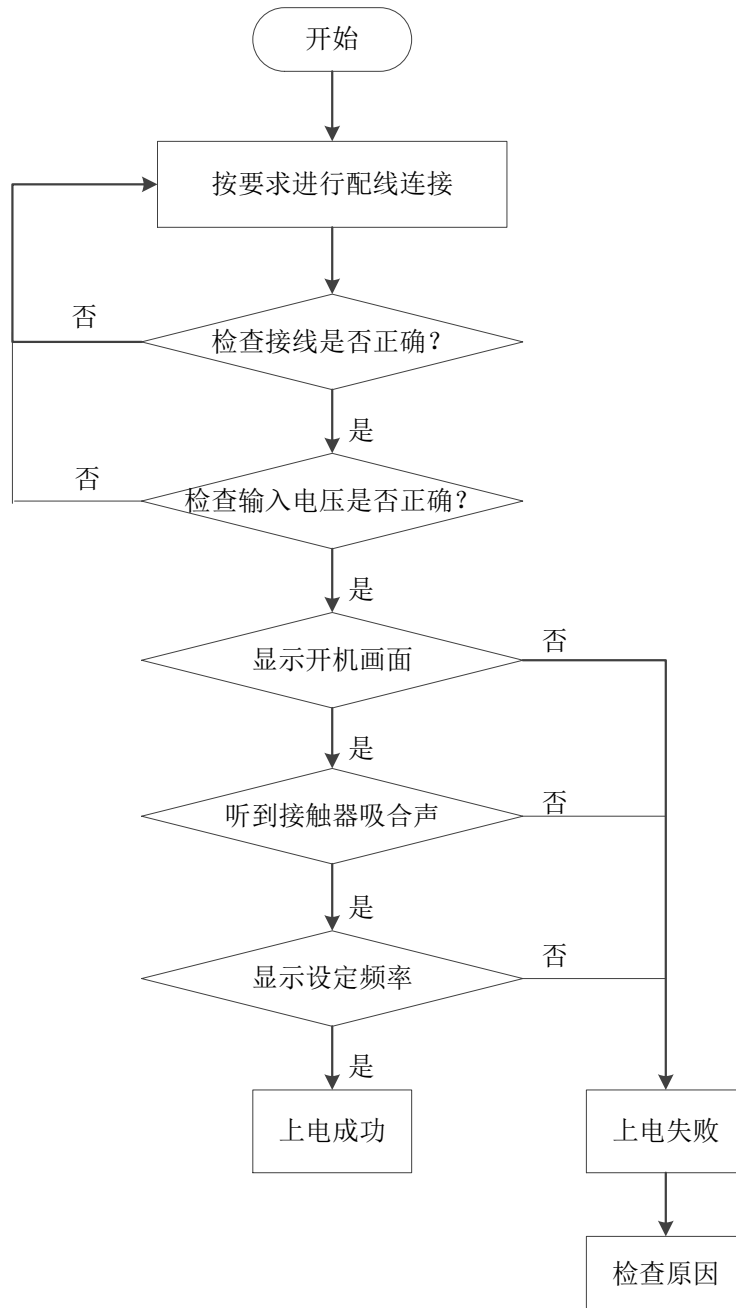 开始
按要求进行配线连接
否
检查接线是否正确？
是
否
检查输入电压是否正确？
是
否
显示开机画面
是
否
听到接触器吸合声
是
否
显示设定频率
是
上电成功
上电失败
检查原因